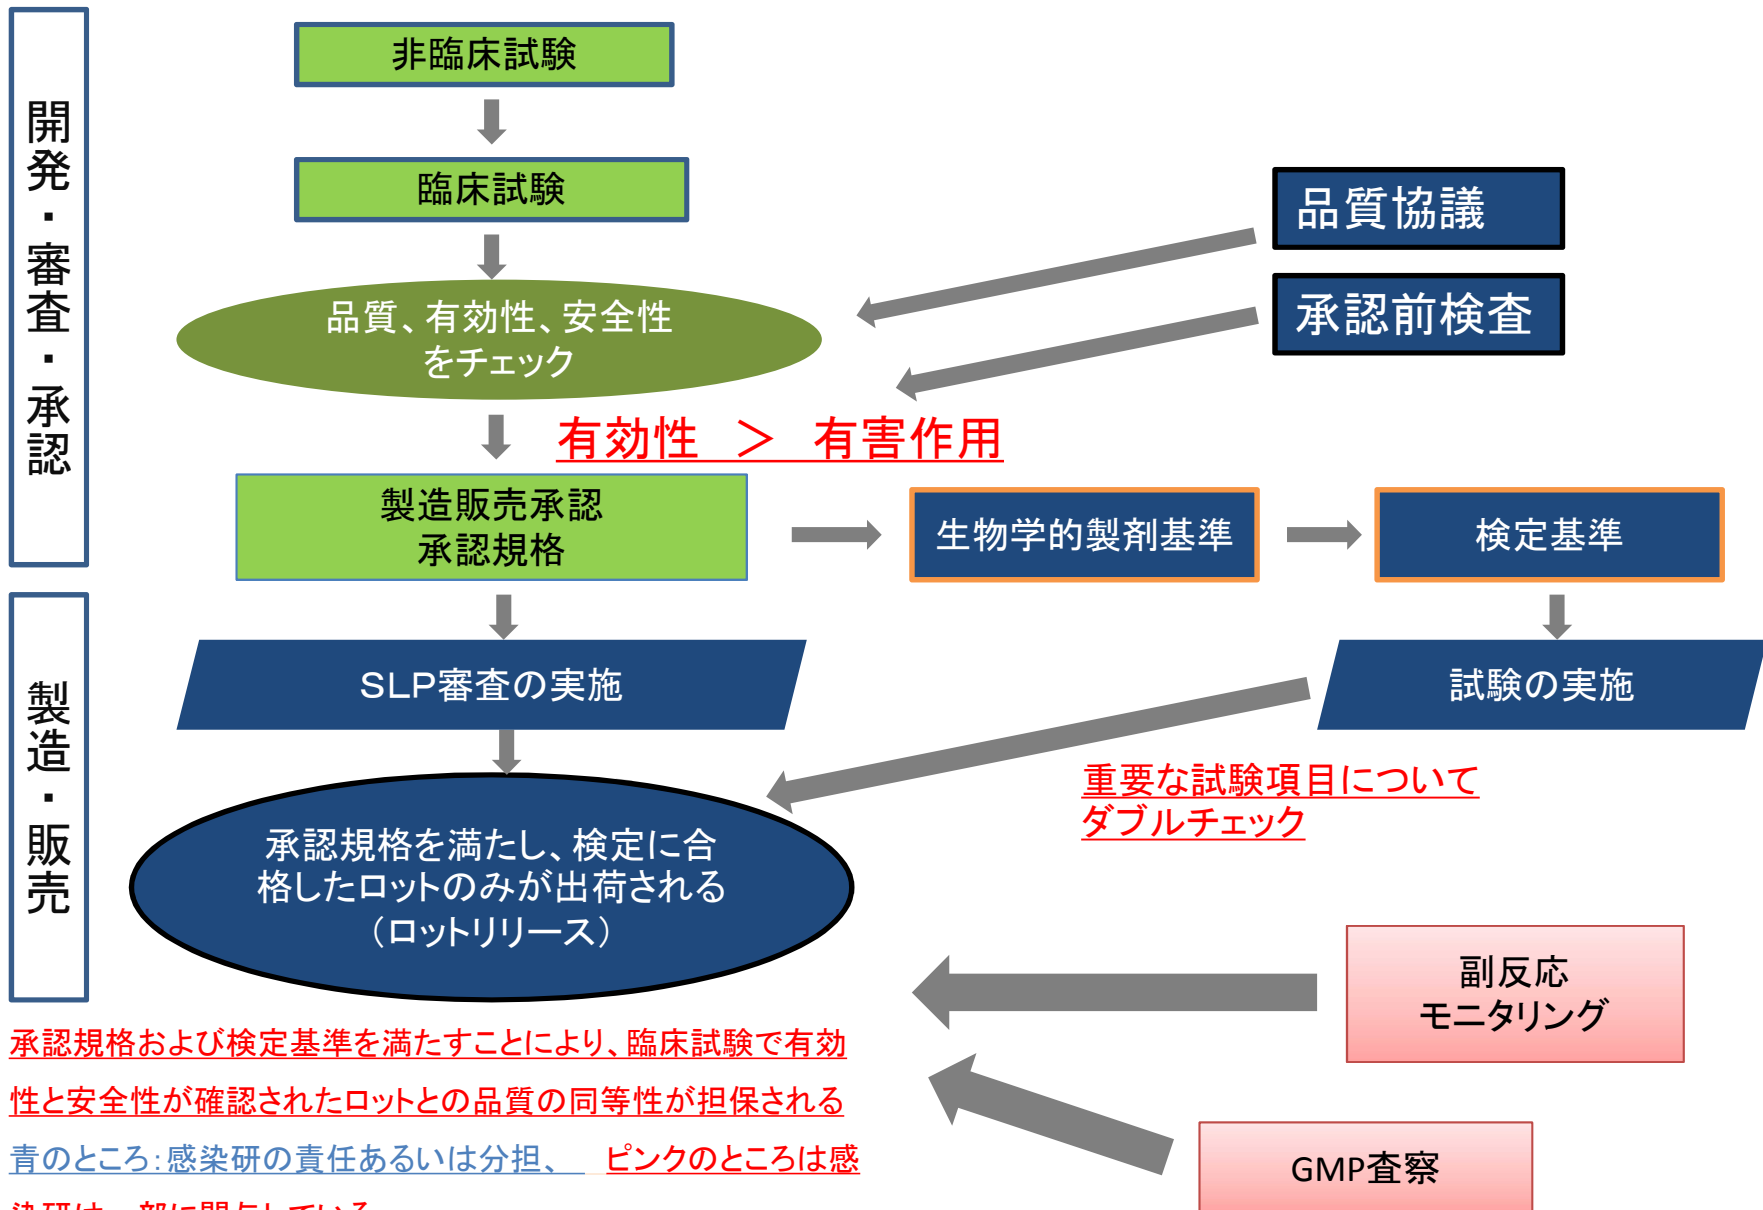 開発・審査・承認
非臨床試験
臨床試験
品質協議
承認前検査
品質、有効性、安全性
をチェック
有効性 ＞ 有害作用
製造販売承認
承認規格
生物学的製剤基準
検定基準
製造・販売
SLP審査の実施
試験の実施
重要な試験項目について
ダブルチェック
承認規格を満たし、検定に合
格したロットのみが出荷される
（ロットリリース）
副反応
モニタリング
GMP査察
承認規格および検定基準を満たすことにより、臨床試験で有効
性と安全性が確認されたロットとの品質の同等性が担保される
青のところ：感染研の責任あるいは分担、 ピンクのところは感